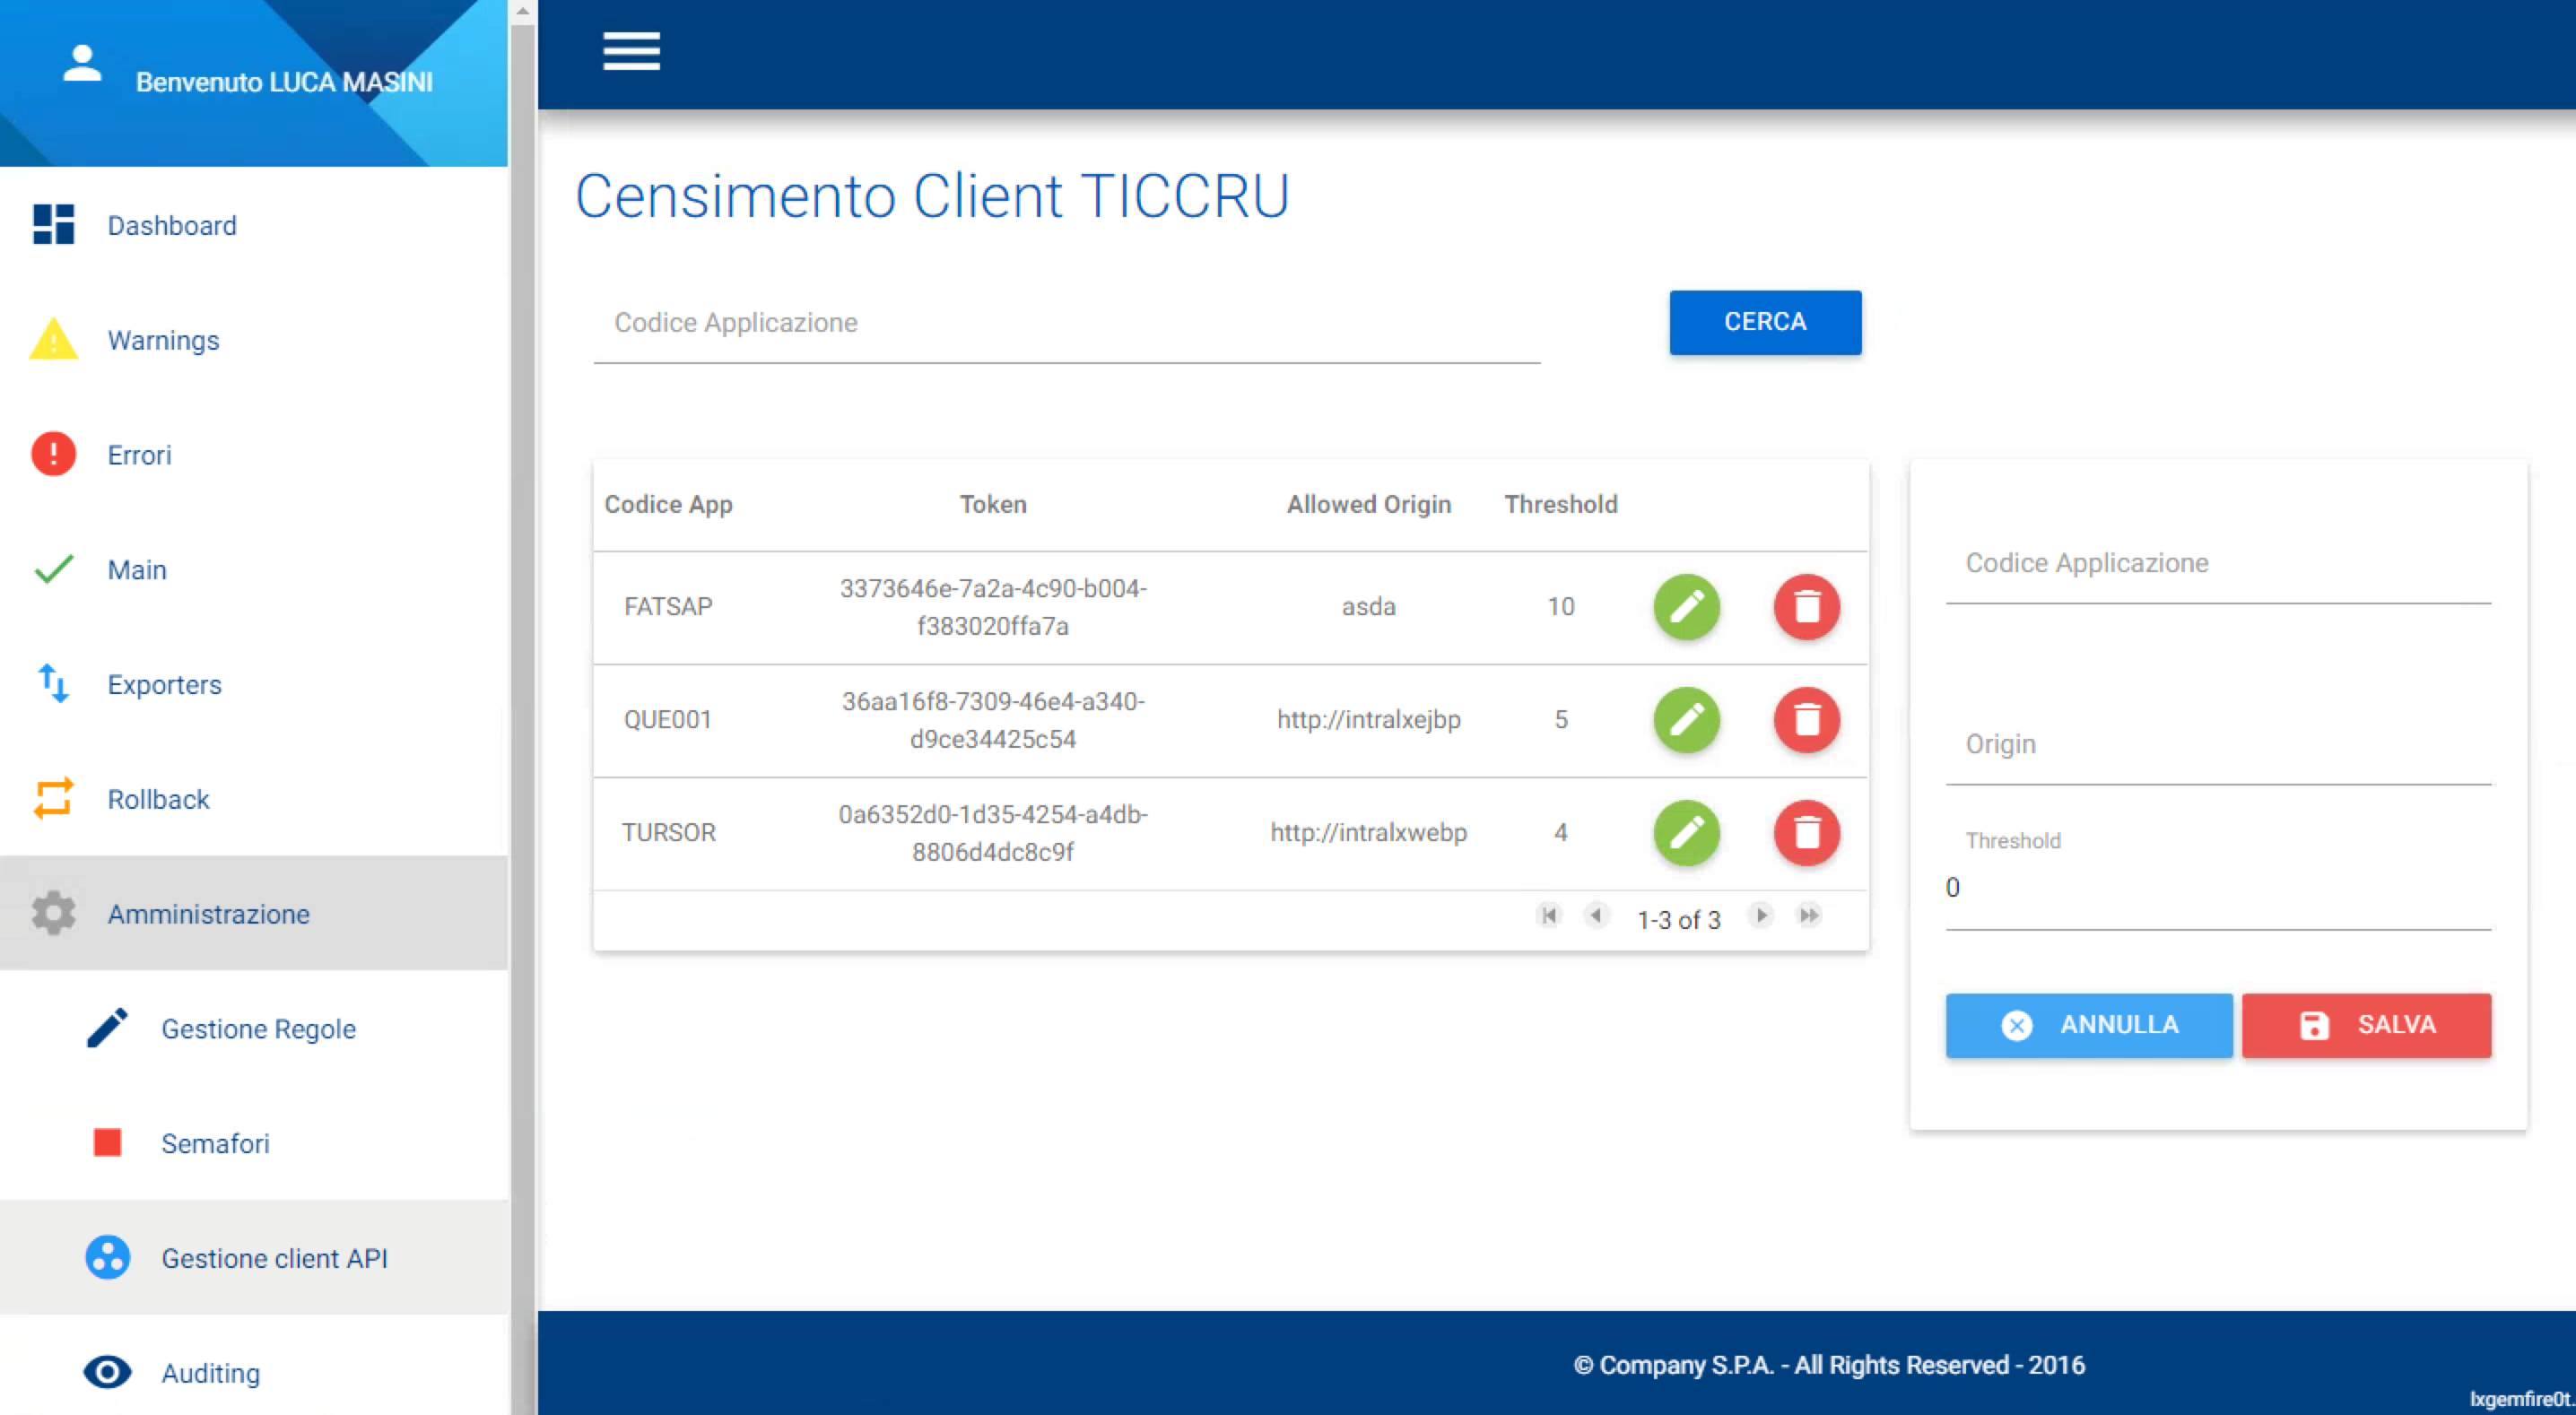 Benvenuto LUCA MASINI
Dashboard
Warnings
Errori
Main
Exporters
Rollback
Amministrazione
Gestione Regole
Semafori
Gestione client API
Auditing
Censimento Client TICCRU
Codice Applicazione
CERCA
Codice App Token Allowed Origin Threshold
FATSAP 3373646e-7a2a-4c90-b004-
f383020ffa7a asda 10
QUE001 36aa16f8-7309-46e4-a340-
d9ce34425c54 http://intralxejbp 5
TURSOR 0a6352d0-1d35-4254-a4db-
8806d4dc8c9f http://intralxwebp 4
1-3 of 3
Codice Applicazione
Origin
Threshold
0
ANNULLA SALVA
© Company S.P.A. - All Rights Reserved - 2016
lxgemfire0t.